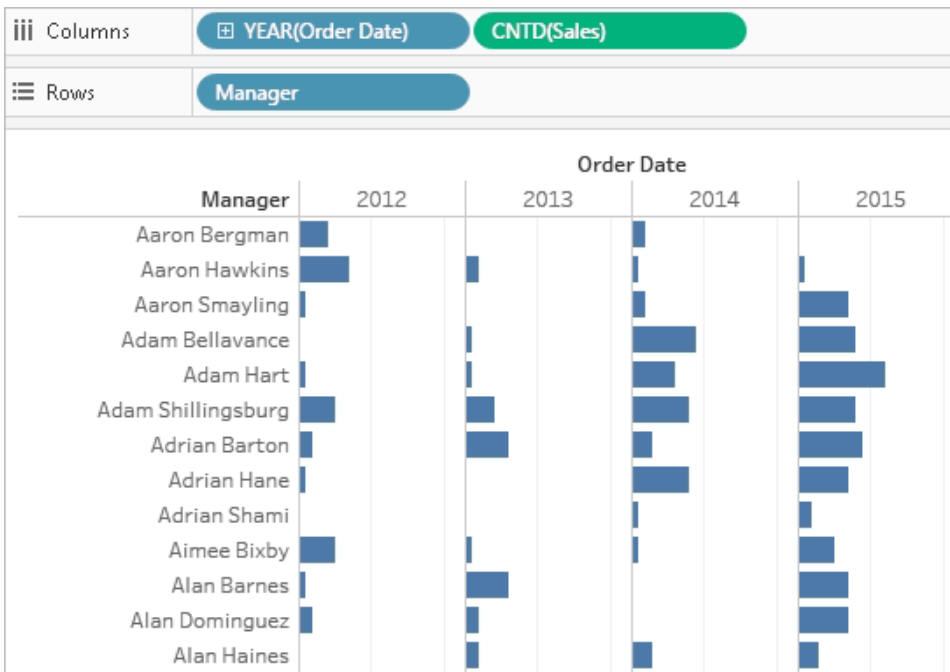 Columns YEAR(Order Date) CNTD(Sales)
Rows Manager
Order Date
Manager 2012 2013 2014 2015
Aaron Bergman
Aaron Hawkins
Aaron Smayling
Adam Bellavance
Adam Hart
Adam Shillingsburg
Adrian Barton
Adrian Hane
Adrian Shami
Aimee Bixby
Alan Barnes
Alan Dominguez
Alan Haines